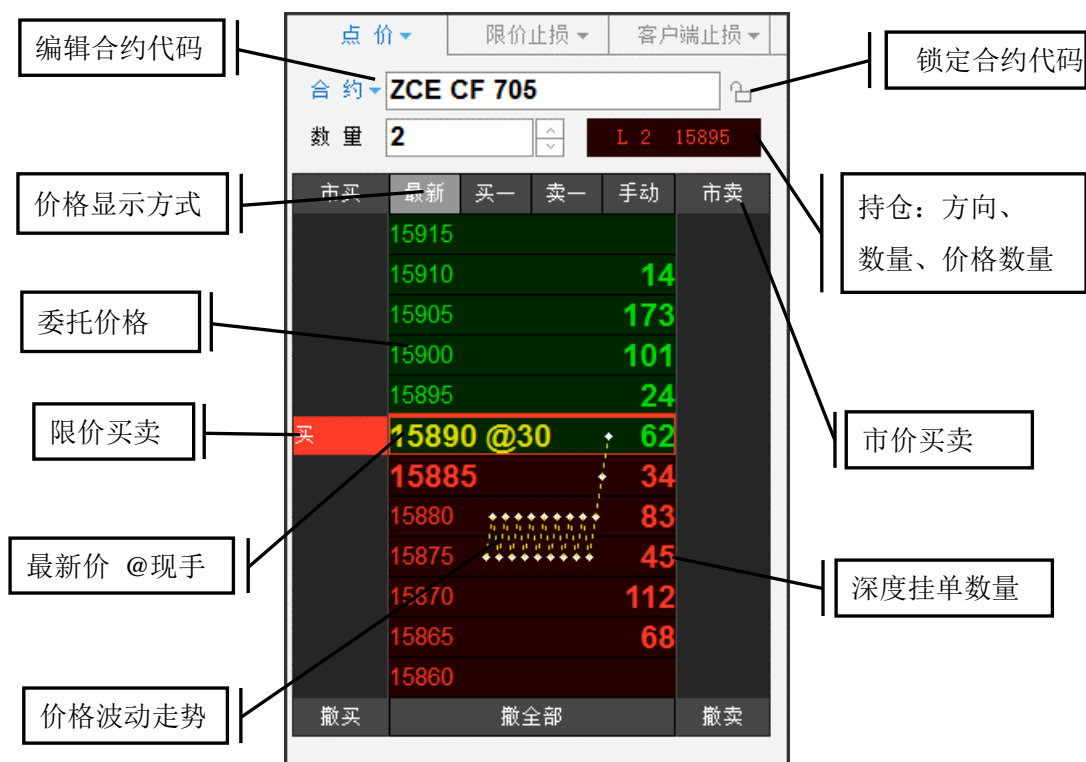 点 价 限价止损 客户端止损
编辑合约代码
锁定合约代码
合 约 ZCE CF 705
数 量 2 L 2 15895
价格显示方式
市买 最新 买一 卖一 手动 市卖
持仓：方向、
数量、价格数量
15915
15910 14
15905 173
委托价格
15900 101
15895 24
限价买卖
买 15890 @30 62
市价买卖
15885 34
15880 83
最新价 @现手
15875 45
深度挂单数量
15870 112
15865 68
15860
价格波动走势
撤买 撤全部 撤卖